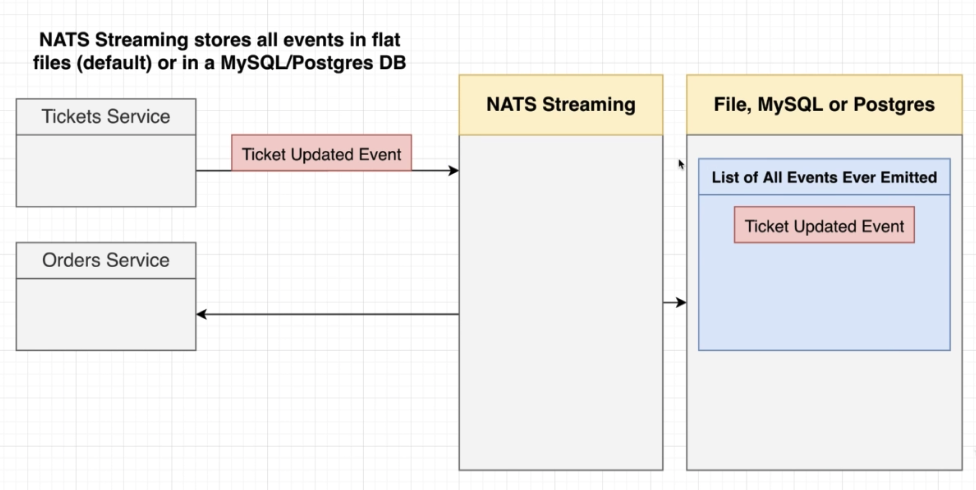 NATS Streaming stores all events in flat
files (default) or in a MySQL/Postgres DB
Tickets Service
Ticket Updated Event
Orders Service
NATS Streaming
File, MySQL or Postgres
List of All Events Ever Emitted
Ticket Updated Event